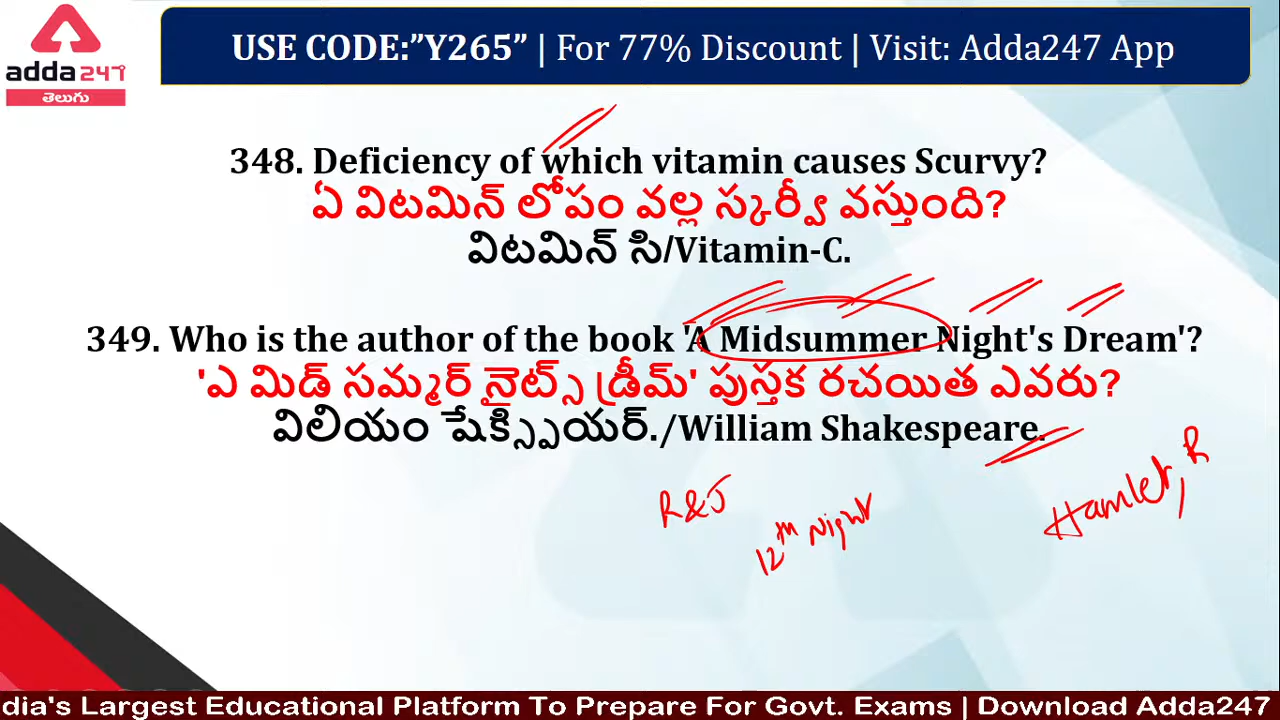 adda247
తెలుగు
USE CODE:”Y265” | For 77% Discount | Visit: Adda247 App
348. Deficiency of which vitamin causes Scurvy?
ఏ విటమిన్ లోపం వల్ల స్కర్వీ వస్తుంది?
విటమిన్ సి/Vitamin-C.
349. Who is the author of the book 'A Midsummer Night's Dream'?
'ఎ మిడ్ సమ్మర్ నైట్స్ డ్రీమ్' పుస్తక రచయిత ఎవరు?
విలియం షేక్స్పియర్./William Shakespeare.
R&J
12th Night
Hamlet, R
dia's Largest Educational Platform To Prepare For Govt. Exams | Download Adda247